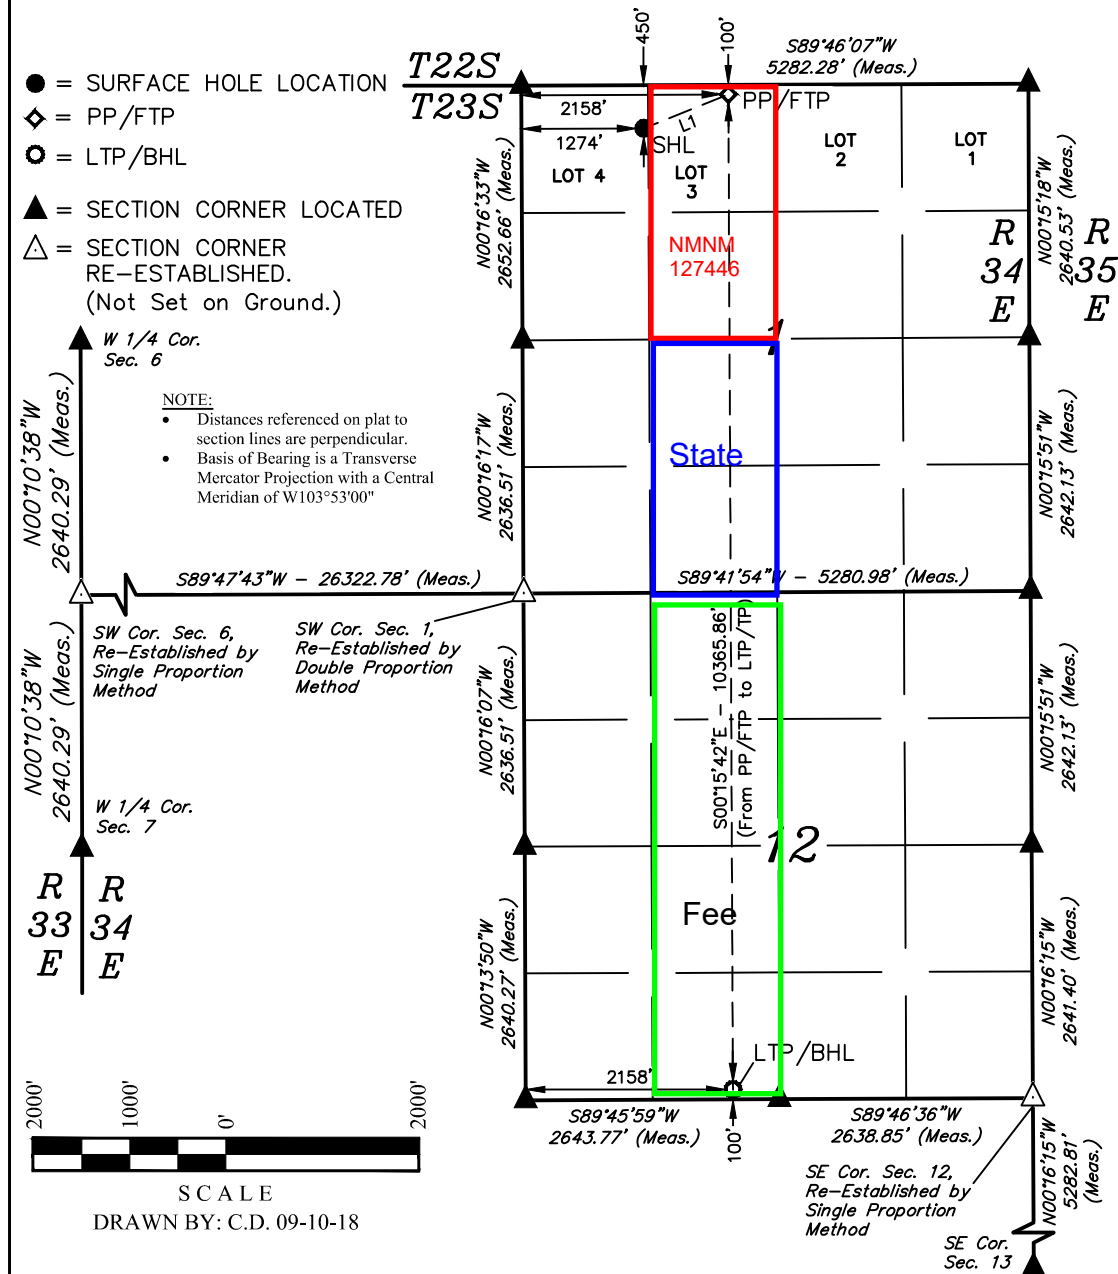 450'
100'
S89°46'07"W
5282.28' (Meas.)
T22S
T23S
● = SURFACE HOLE LOCATION
= PP/FTP
= LTP/BHL
▲ = SECTION CORNER LOCATED
△ = SECTION CORNER
RE-ESTABLISHED.
(Not Set on Ground.)
2158'
PP/FTP
1274'
L1
SHL
LOT 4
LOT
3
LOT
2
LOT
1
N00°16'33"W
2652.66' (Meas.)
NMNM
127446
N00°15'18"W
2640.53' (Meas.)
R
34
E
R
35
E
1
W 1/4 Cor.
Sec. 6
N00°10'38"W
2640.29' (Meas.)
NOTE:
• Distances referenced on plat to
section lines are perpendicular.
• Basis of Bearing is a Transverse
Mercator Projection with a Central
Meridian of W103°53'00"
N00°16'17"W
2636.51' (Meas.)
State
N00°15'51"W
2642.13' (Meas.)
S89°47'43"W - 26322.78' (Meas.)
S89°41'54"W - 5280.98' (Meas.)
SW Cor. Sec. 6,
Re-Established by
Single Proportion
Method
SW Cor. Sec. 1,
Re-Established by
Double Proportion
Method
N00°10'38"W
2640.29' (Meas.)
N00°16'07"W
2636.51' (Meas.)
S00°15'42"E - 10365.86'
(From PP/FTP to LTP/TP)
N00°15'51"W
2642.13' (Meas.)
W 1/4 Cor.
Sec. 7
12
R
33
E
R
34
E
Fee
N00°13'50"W
2640.27' (Meas.)
N00°16'15"W
2641.40' (Meas.)
LTP/BHL
2158'
S89°45'59"W
2643.77' (Meas.)
100'
S89°46'36"W
2638.85' (Meas.)
2000'
1000'
0'
2000'
SCALE
DRAWN BY: C.D. 09-10-18
SE Cor. Sec. 12,
Re-Established by
Single Proportion
Method
N00°16'15"W
5282.81'
(Meas.)
SE Cor.
Sec. 13